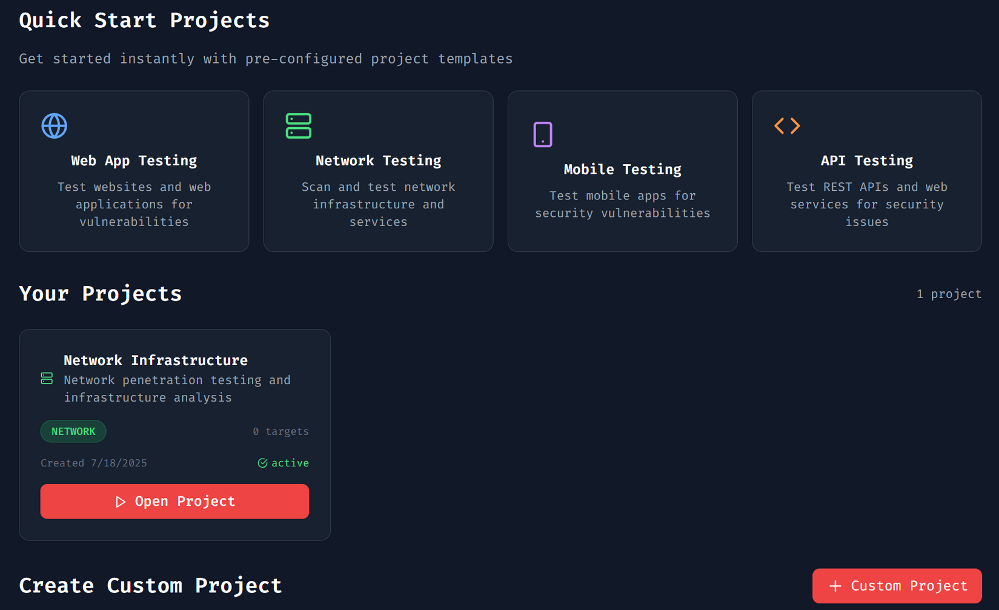 Quick Start Projects
Get started instantly with pre-configured project templates
Web App Testing
Test websites and web
applications for
vulnerabilities
Network Testing
Scan and test network
infrastructure and
services
Mobile Testing
Test mobile apps for
security vulnerabilities
API Testing
Test REST APIs and web
services for security
issues
Your Projects
1 project
Network Infrastructure
Network penetration testing and
infrastructure analysis
NETWORK
0 targets
Created 7/18/2025
active
Open Project
Create Custom Project
Custom Project